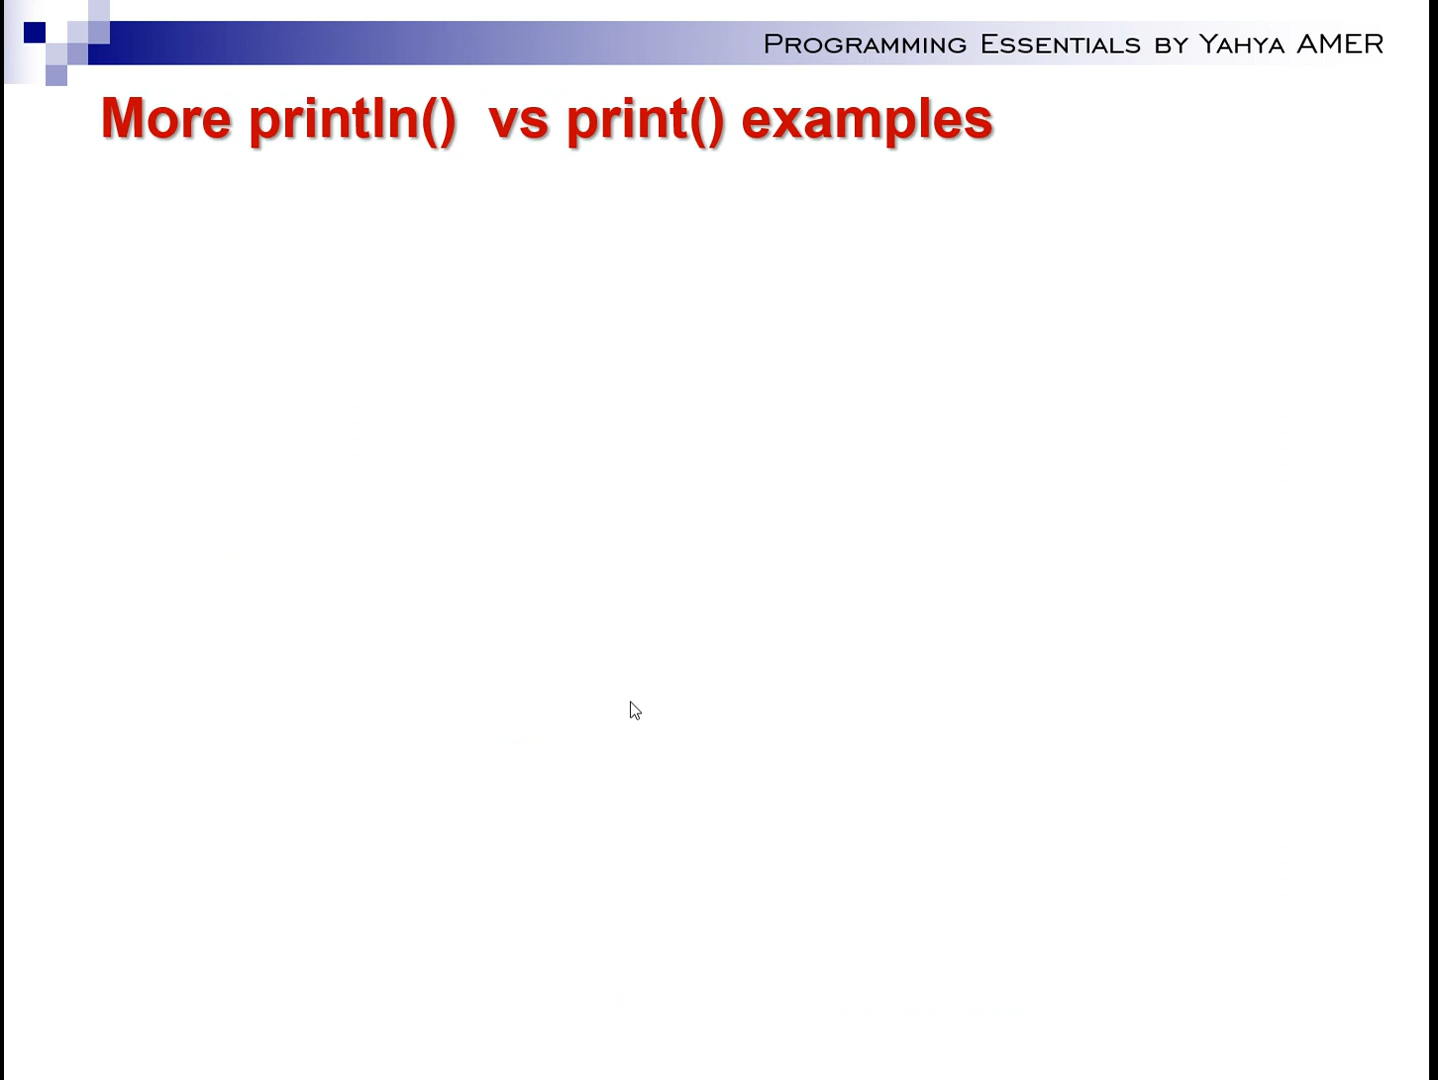 Programming Essentials by Yahya AMER
More println()  vs print() examples